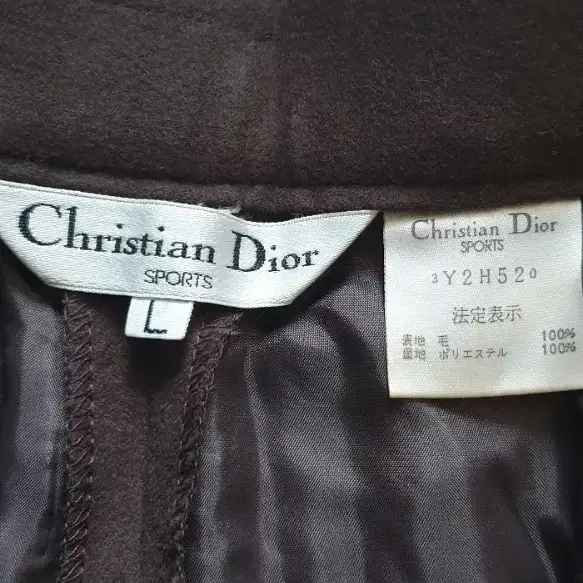 Christian Dior
SPORTS
L
Christian Dior
SPORTS
3Y2H520
法定表示
表地 毛 100%
裏地 ポリエステル 100%